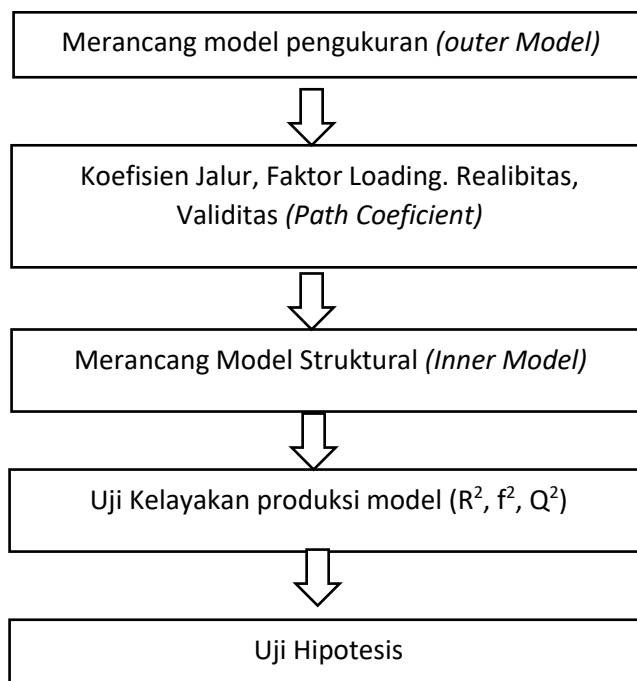 Merancang model pengukuran (outer Model)
Koefisien Jalur, Faktor Loading. Realibitas,
Validitas (Path Coeficient)
Merancang Model Struktural (Inner Model)
Uji Kelayakan produksi model (R², f², Q²)
Uji Hipotesis